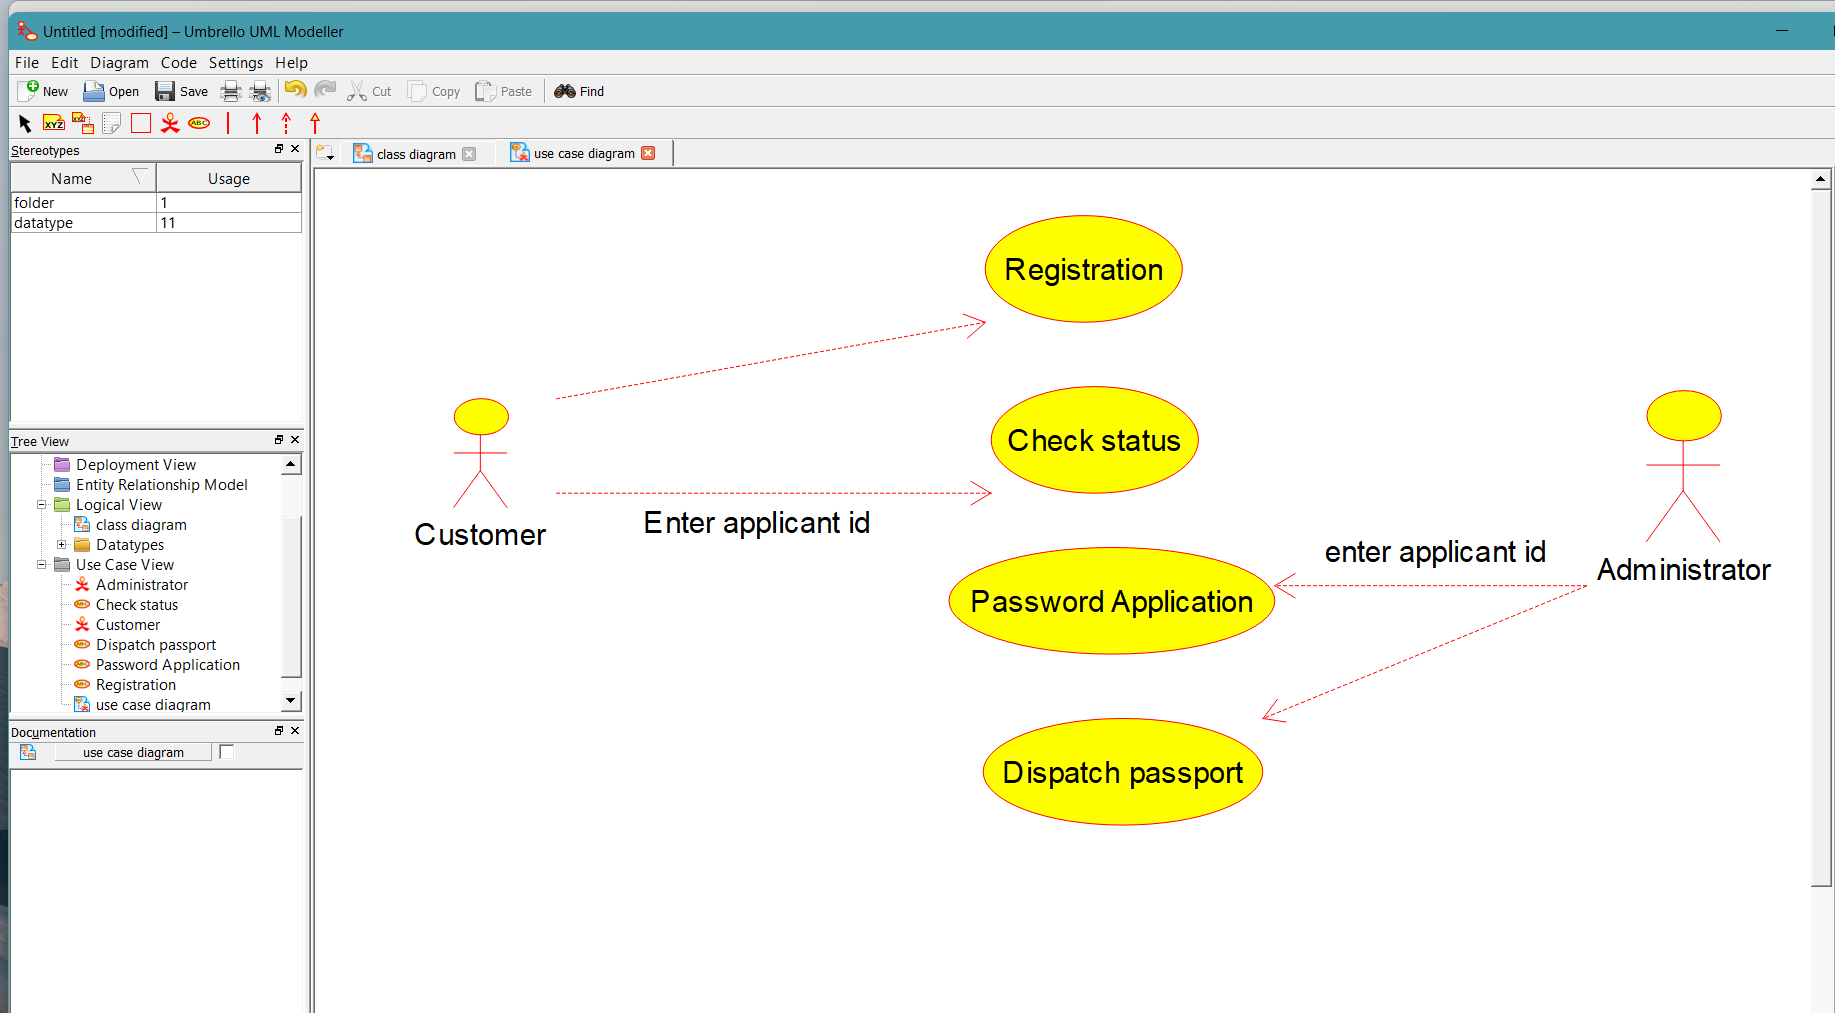 Untitled [modified] – Umbrello UML Modeller
File Edit Diagram Code Settings Help
New Open Save Cut Copy Paste Find
XYZ XYZ ABC
Stereotypes
class diagram use case diagram
Name Usage
folder 1
datatype 11
Registration
Check status
Customer
Enter applicant id
enter applicant id
Administrator
Password Application
Dispatch passport
Tree View
Deployment View
Entity Relationship Model
Logical View
class diagram
Datatypes
Use Case View
Administrator
Check status
Customer
Dispatch passport
Password Application
Registration
use case diagram
Documentation
use case diagram